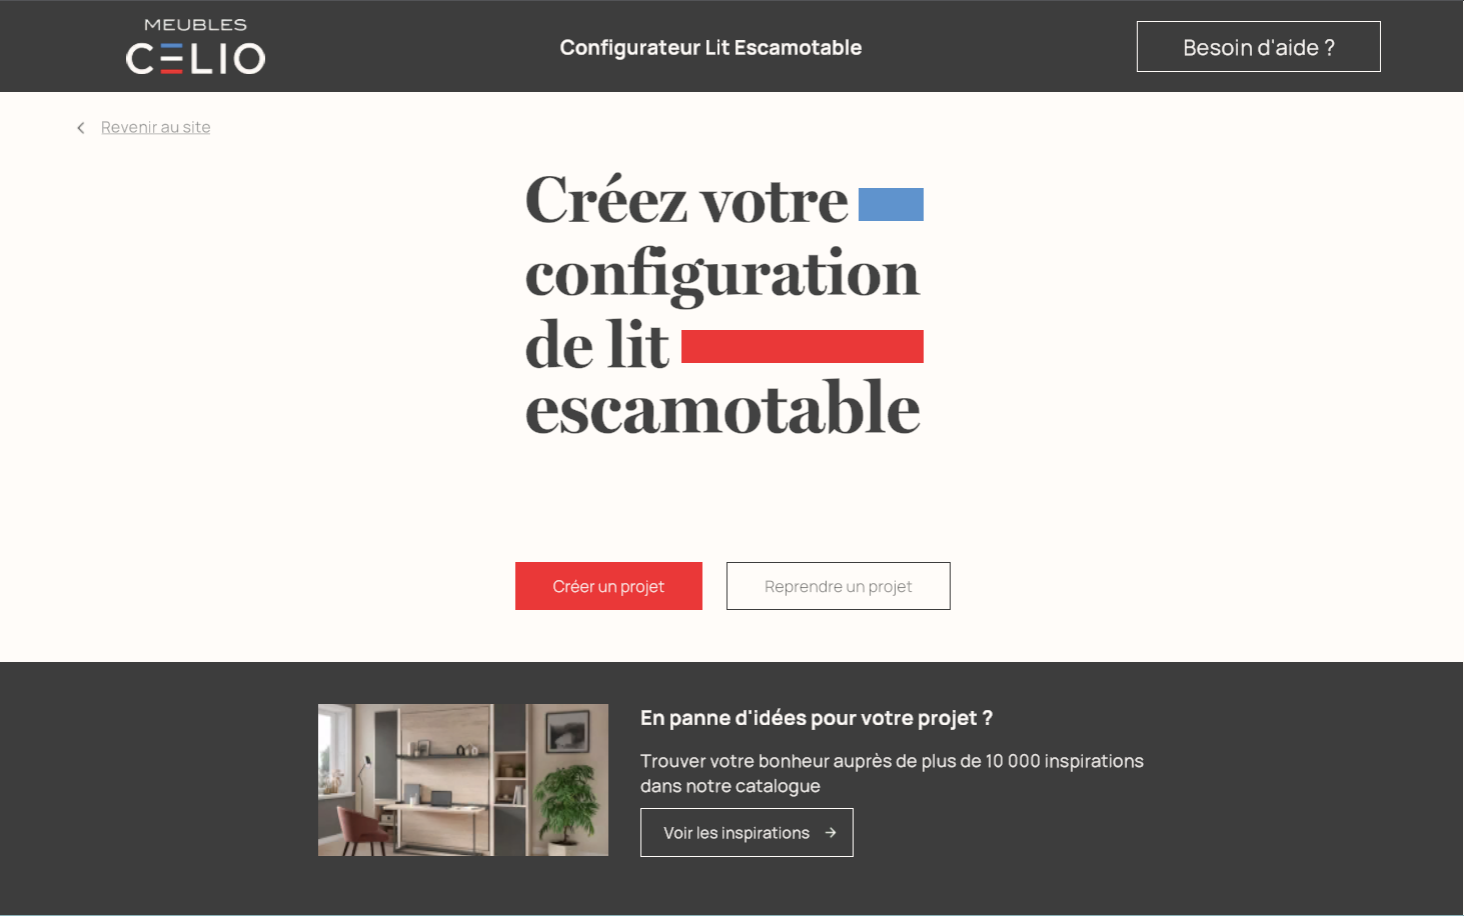 MEUBLES
CELIO
Configurateur Lit Escamotable
Besoin d'aide ?
Revenir au site
Créez votre
configuration
de lit
escamotable
Créer un projet
Reprendre un projet
En panne d'idées pour votre projet ?
Trouver votre bonheur auprès de plus de 10 000 inspirations
dans notre catalogue
Voir les inspirations